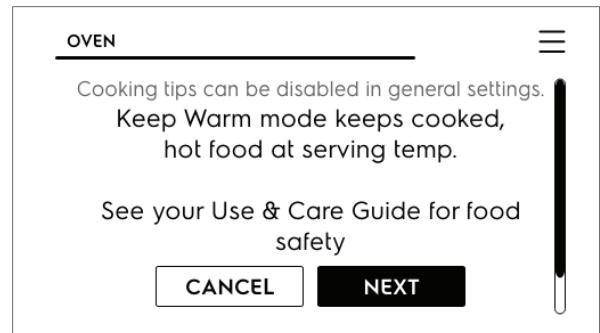 OVEN
Cooking tips can be disabled in general settings.
Keep Warm mode keeps cooked,
hot food at serving temp.
See your Use & Care Guide for food
safety
CANCEL NEXT